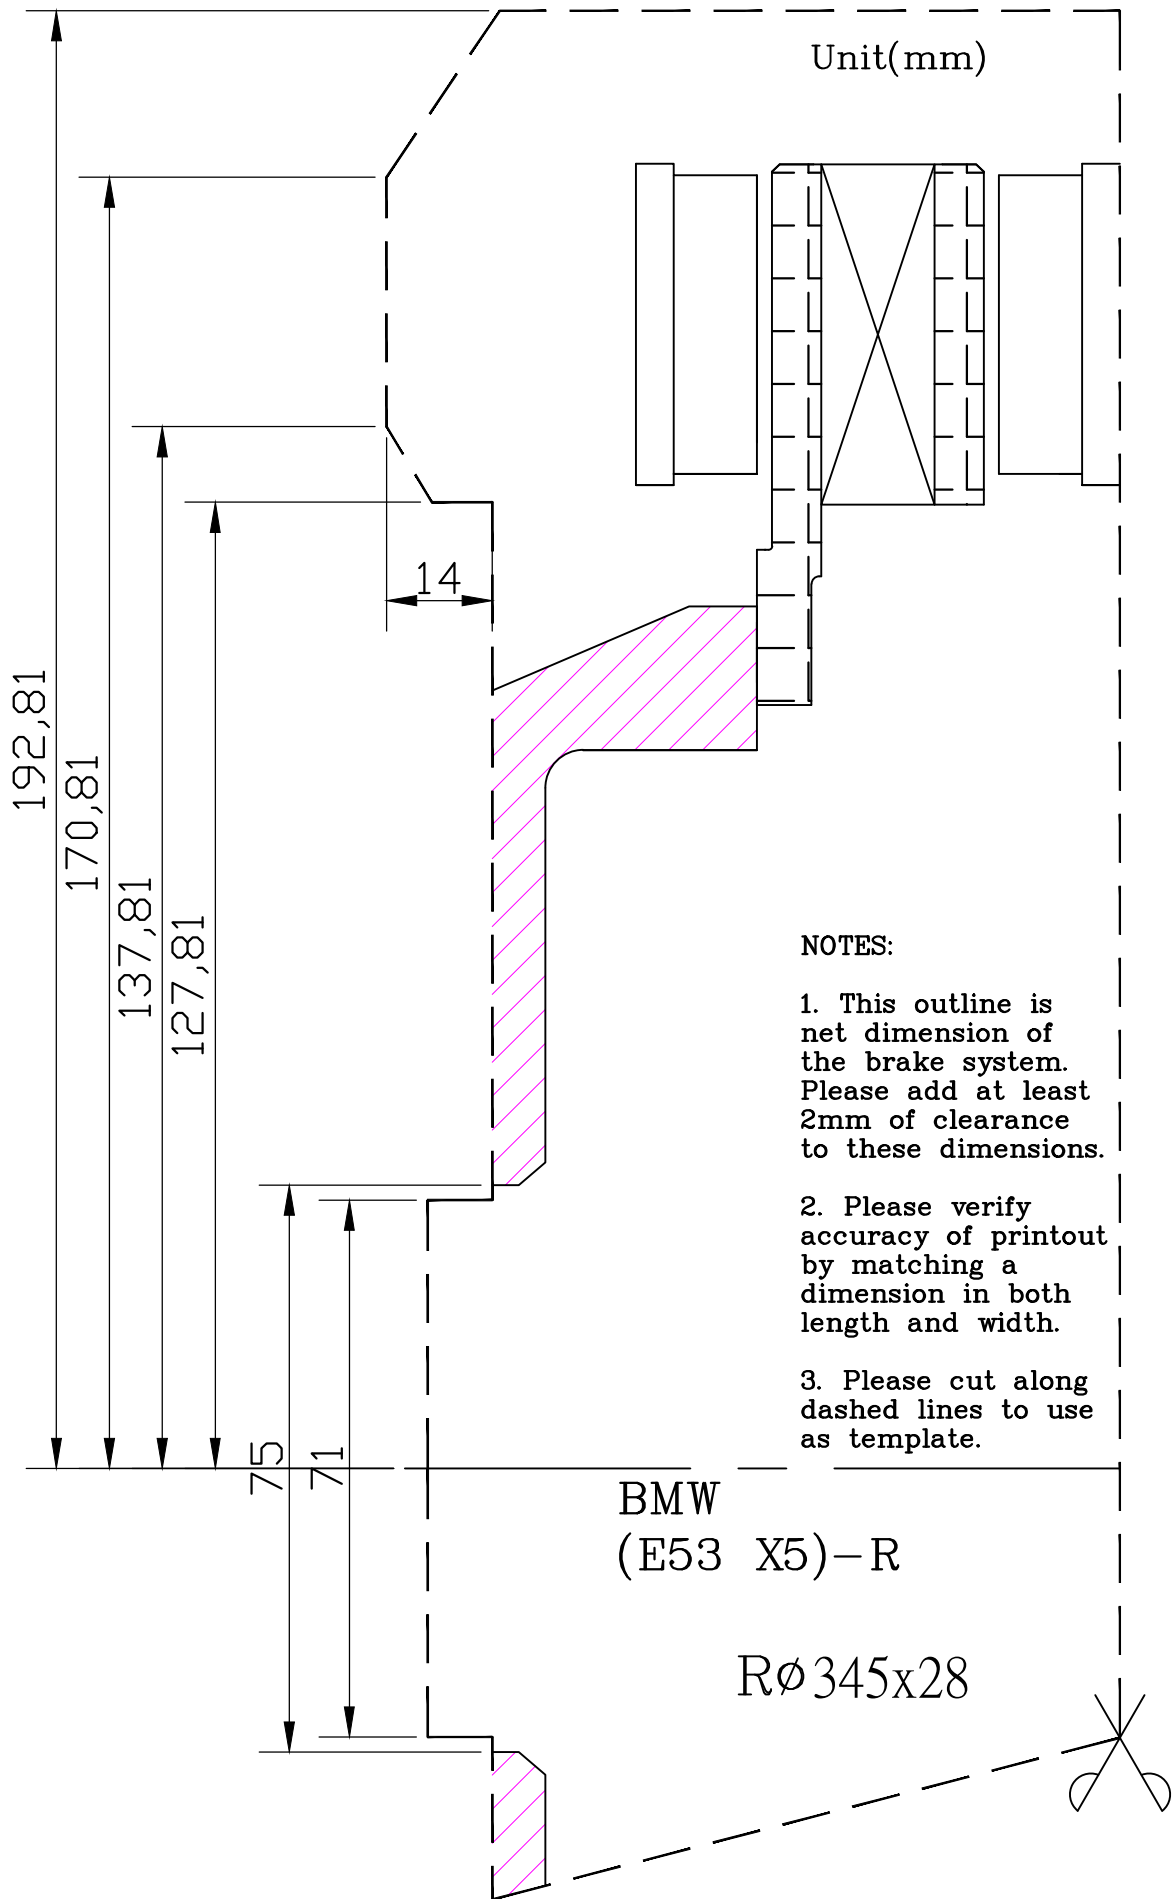 Unit(mm)
14
192,81
170,81
137,81
127,81
NOTES:
1. This outline is
net dimension of
the brake system.
Please add at least
2mm of clearance
to these dimensions.
2. Please verify
accuracy of printout
by matching a
dimension in both
length and width.
3. Please cut along
dashed lines to use
as template.
75
71
BMW
(E53 X5)-R
RØ345x28